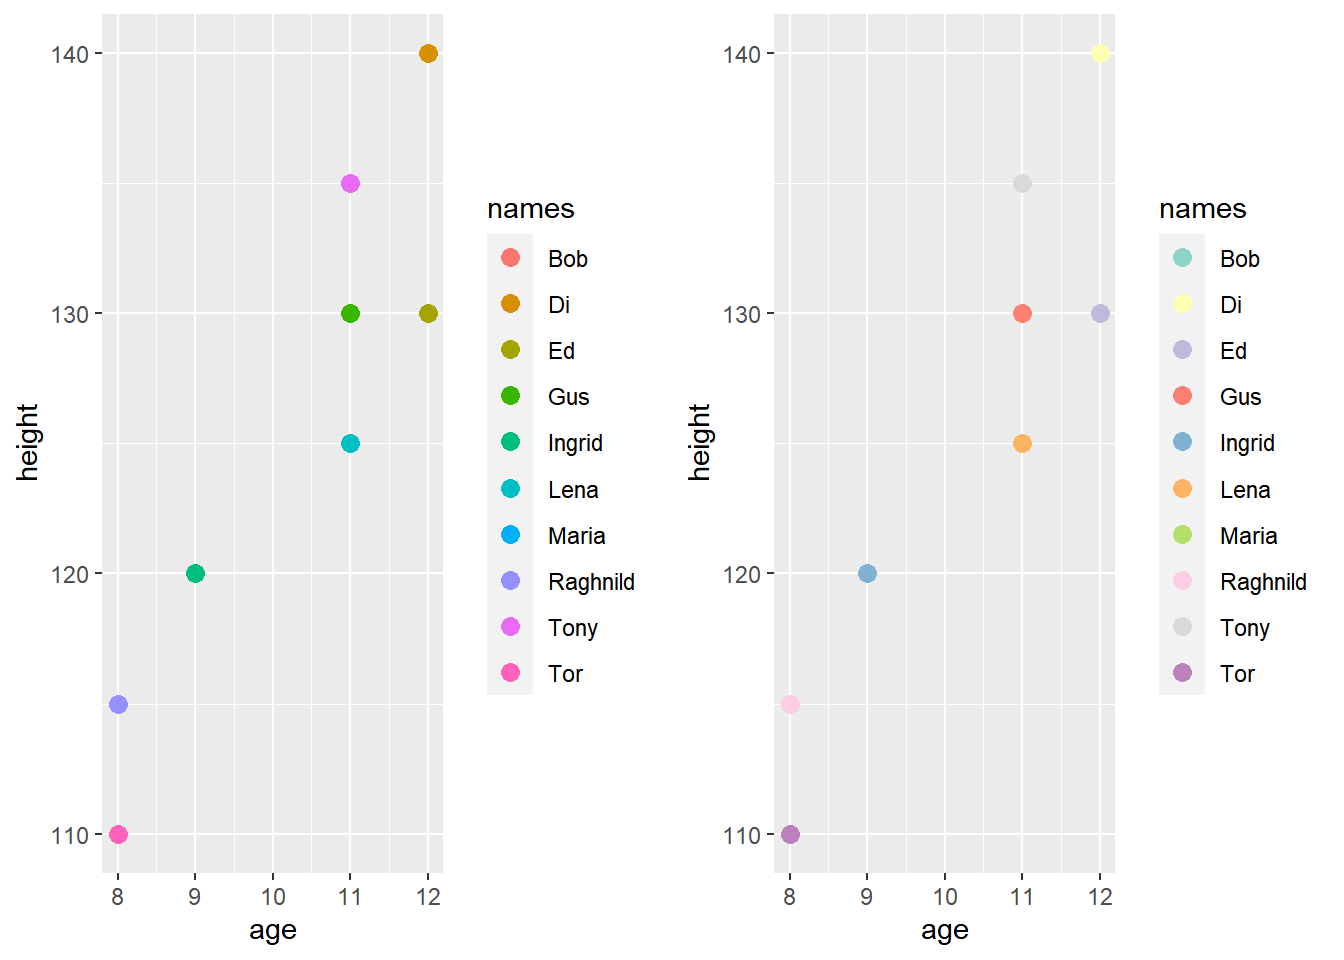 140
130
120
110
height
8 9 10 11 12
age
names
Bob
Di
Ed
Gus
Ingrid
Lena
Maria
Raghnild
Tony
Tor
140
130
120
110
height
8 9 10 11 12
age
names
Bob
Di
Ed
Gus
Ingrid
Lena
Maria
Raghnild
Tony
Tor